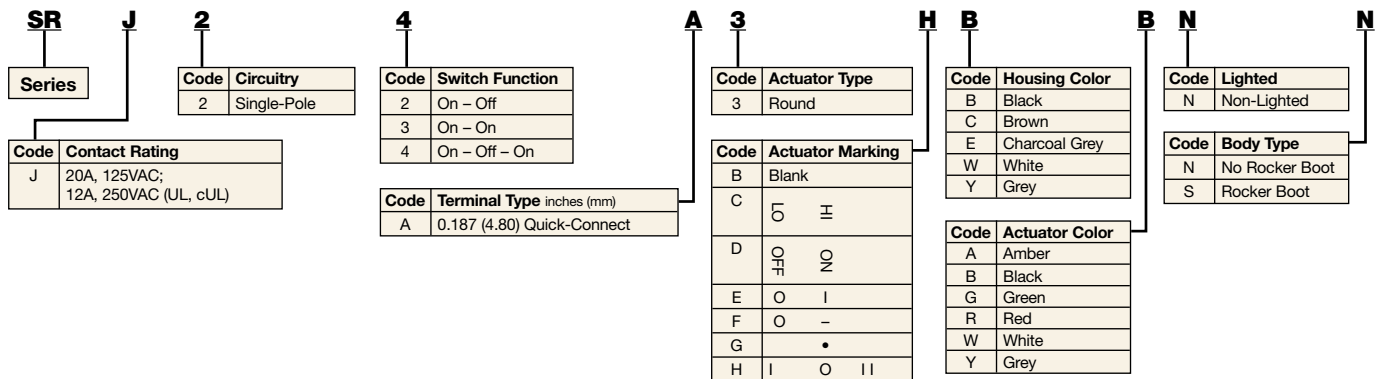 SR J 2 4 A 3 H B B N N
Series
Code Contact Rating
J 20A, 125VAC;
12A, 250VAC (UL, cUL)
Code Circuitry
2 Single-Pole
Code Switch Function
2 On – Off
3 On – On
4 On – Off – On
Code Terminal Type inches (mm)
A 0.187 (4.80) Quick-Connect
Code Actuator Type
3 Round
Code Actuator Marking
B Blank
C LO HI
D OFF ON
E O I
F O –
G •
H I O II
Code Housing Color
B Black
C Brown
E Charcoal Grey
W White
Y Grey
Code Actuator Color
A Amber
B Black
G Green
R Red
W White
Y Grey
Code Lighted
N Non-Lighted
Code Body Type
N No Rocker Boot
S Rocker Boot